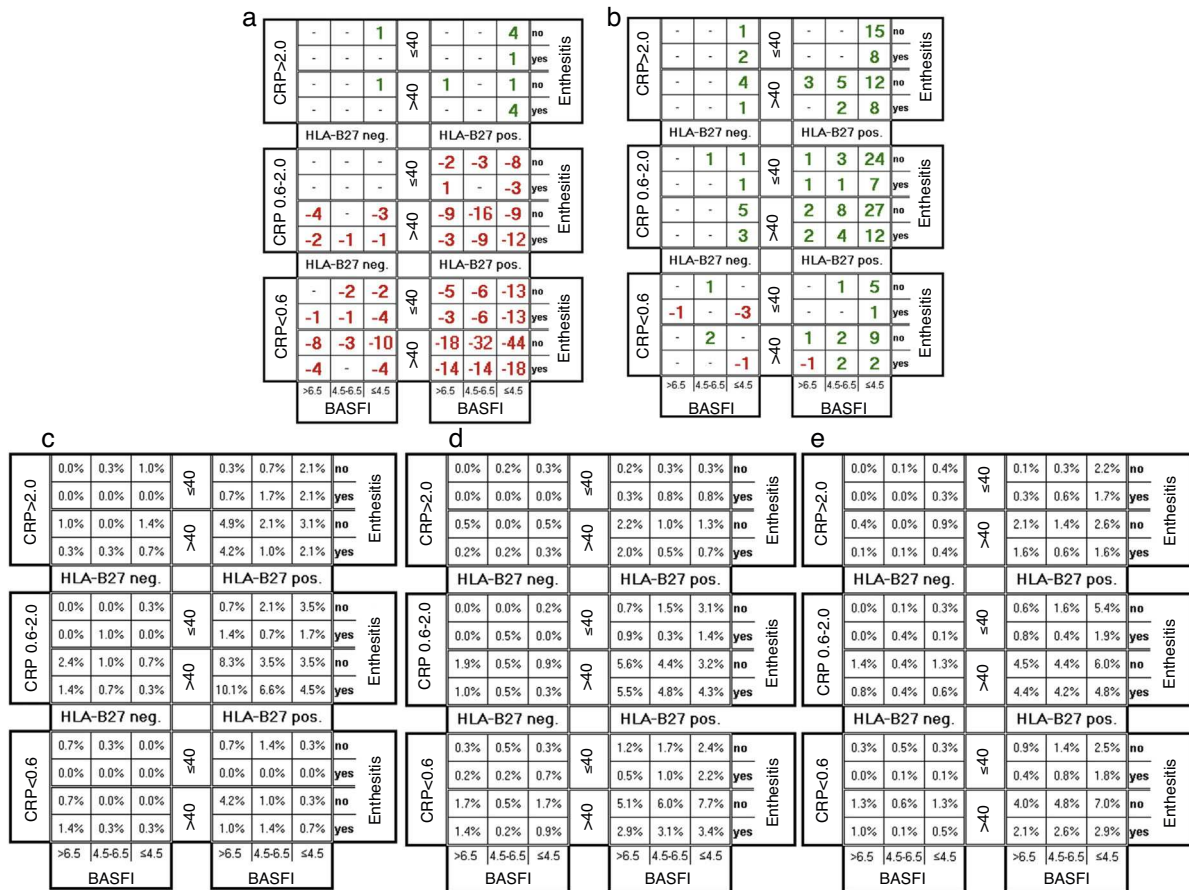 a
CRP>2.0
- - 1 ≤40 - - 4 no
- - - - - 1 yes
- - 1 >40 1 - 1 no
- - - - - 4 yes
Enthesitis
HLA-B27 neg. HLA-B27 pos.
CRP 0.6-2.0
- - - ≤40 -2 -3 -8 no
- - - 1 - -3 yes
-4 - -3 >40 -9 -16 -9 no
-2 -1 -1 -3 -9 -12 yes
Enthesitis
HLA-B27 neg. HLA-B27 pos.
CRP<0.6
- -2 -2 ≤40 -5 -6 -13 no
-1 -1 -4 -3 -6 -13 yes
-8 -3 -10 >40 -18 -32 -44 no
-4 - -4 -14 -14 -18 yes
Enthesitis
>6.5 4.5-6.5 ≤4.5 >6.5 4.5-6.5 ≤4.5
BASFI BASFI
b
CRP>2.0
- - 1 ≤40 - - 15 no
- - 2 - - 8 yes
- - 4 >40 3 5 12 no
- - 1 - 2 8 yes
Enthesitis
HLA-B27 neg. HLA-B27 pos.
CRP 0.6-2.0
- 1 1 ≤40 1 3 24 no
- - 1 1 1 7 yes
- - 5 >40 2 8 27 no
- - 3 2 4 12 yes
Enthesitis
HLA-B27 neg. HLA-B27 pos.
CRP<0.6
- 1 - ≤40 - 1 5 no
-1 - -3 - - 1 yes
- 2 - >40 1 2 9 no
- - -1 -1 2 2 yes
Enthesitis
>6.5 4.5-6.5 ≤4.5 >6.5 4.5-6.5 ≤4.5
BASFI BASFI
c
CRP>2.0
0.0% 0.3% 1.0% ≤40 0.3% 0.7% 2.1% no
0.0% 0.0% 0.0% 0.7% 1.7% 2.1% yes
1.0% 0.0% 1.4% >40 4.9% 2.1% 3.1% no
0.3% 0.3% 0.7% 4.2% 1.0% 2.1% yes
Enthesitis
HLA-B27 neg. HLA-B27 pos.
CRP 0.6-2.0
0.0% 0.0% 0.3% ≤40 0.7% 2.1% 3.5% no
0.0% 1.0% 0.0% 1.4% 0.7% 1.7% yes
2.4% 1.0% 0.7% >40 8.3% 3.5% 3.5% no
1.4% 0.7% 0.3% 10.1% 6.6% 4.5% yes
Enthesitis
HLA-B27 neg. HLA-B27 pos.
CRP<0.6
0.7% 0.3% 0.0% ≤40 0.7% 1.4% 0.3% no
0.0% 0.0% 0.0% 0.0% 0.0% 0.0% yes
0.7% 0.0% 0.0% >40 4.2% 1.0% 0.3% no
1.4% 0.3% 0.3% 1.0% 1.4% 0.7% yes
Enthesitis
>6.5 4.5-6.5 ≤4.5 >6.5 4.5-6.5 ≤4.5
BASFI BASFI
d
CRP>2.0
0.0% 0.2% 0.3% ≤40 0.2% 0.3% 0.3% no
0.0% 0.0% 0.0% 0.3% 0.8% 0.8% yes
0.5% 0.0% 0.5% >40 2.2% 1.0% 1.3% no
0.2% 0.2% 0.3% 2.0% 0.5% 0.7% yes
Enthesitis
HLA-B27 neg. HLA-B27 pos.
CRP 0.6-2.0
0.0% 0.0% 0.2% ≤40 0.7% 1.5% 3.1% no
0.0% 0.5% 0.0% 0.9% 0.3% 1.4% yes
1.9% 0.5% 0.9% >40 5.6% 4.4% 3.2% no
1.0% 0.5% 0.3% 5.5% 4.8% 4.3% yes
Enthesitis
HLA-B27 neg. HLA-B27 pos.
CRP<0.6
0.3% 0.5% 0.3% ≤40 1.2% 1.7% 2.4% no
0.2% 0.2% 0.7% 0.5% 1.0% 2.2% yes
1.7% 0.5% 1.7% >40 5.1% 6.0% 7.7% no
1.4% 0.2% 0.9% 2.9% 3.1% 3.4% yes
Enthesitis
>6.5 4.5-6.5 ≤4.5 >6.5 4.5-6.5 ≤4.5
BASFI BASFI
e
CRP>2.0
0.0% 0.1% 0.4% ≤40 0.1% 0.3% 2.2% no
0.0% 0.0% 0.3% 0.3% 0.6% 1.7% yes
0.4% 0.0% 0.9% >40 2.1% 1.4% 2.6% no
0.1% 0.1% 0.4% 1.6% 0.6% 1.6% yes
Enthesitis
HLA-B27 neg. HLA-B27 pos.
CRP 0.6-2.0
0.0% 0.1% 0.3% ≤40 0.6% 1.6% 5.4% no
0.0% 0.4% 0.1% 0.8% 0.4% 1.9% yes
1.4% 0.4% 1.3% >40 4.5% 4.4% 6.0% no
0.8% 0.4% 0.6% 4.4% 4.2% 4.8% yes
Enthesitis
HLA-B27 neg. HLA-B27 pos.
CRP<0.6
0.3% 0.5% 0.3% ≤40 0.9% 1.4% 2.5% no
0.0% 0.1% 0.1% 0.4% 0.8% 1.8% yes
1.3% 0.6% 1.3% >40 4.0% 4.8% 7.0% no
1.0% 0.1% 0.5% 2.1% 2.6% 2.9% yes
Enthesitis
>6.5 4.5-6.5 ≤4.5 >6.5 4.5-6.5 ≤4.5
BASFI BASFI